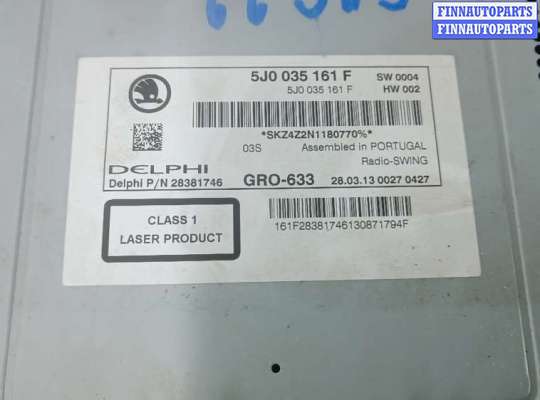 FINNAUTOPARTS
FINNAUTOPARTS
5J0 035 161 F SW 0004
5J0 035 161 F HW 002
*SKZ4Z2N1180770%*
03S Assembled in PORTUGAL
Radio-SWING
DELPHI
Delphi P/N 28381746 GRO-633 28.03.13 0027 0427
CLASS 1
LASER PRODUCT
161F28381746130871794F